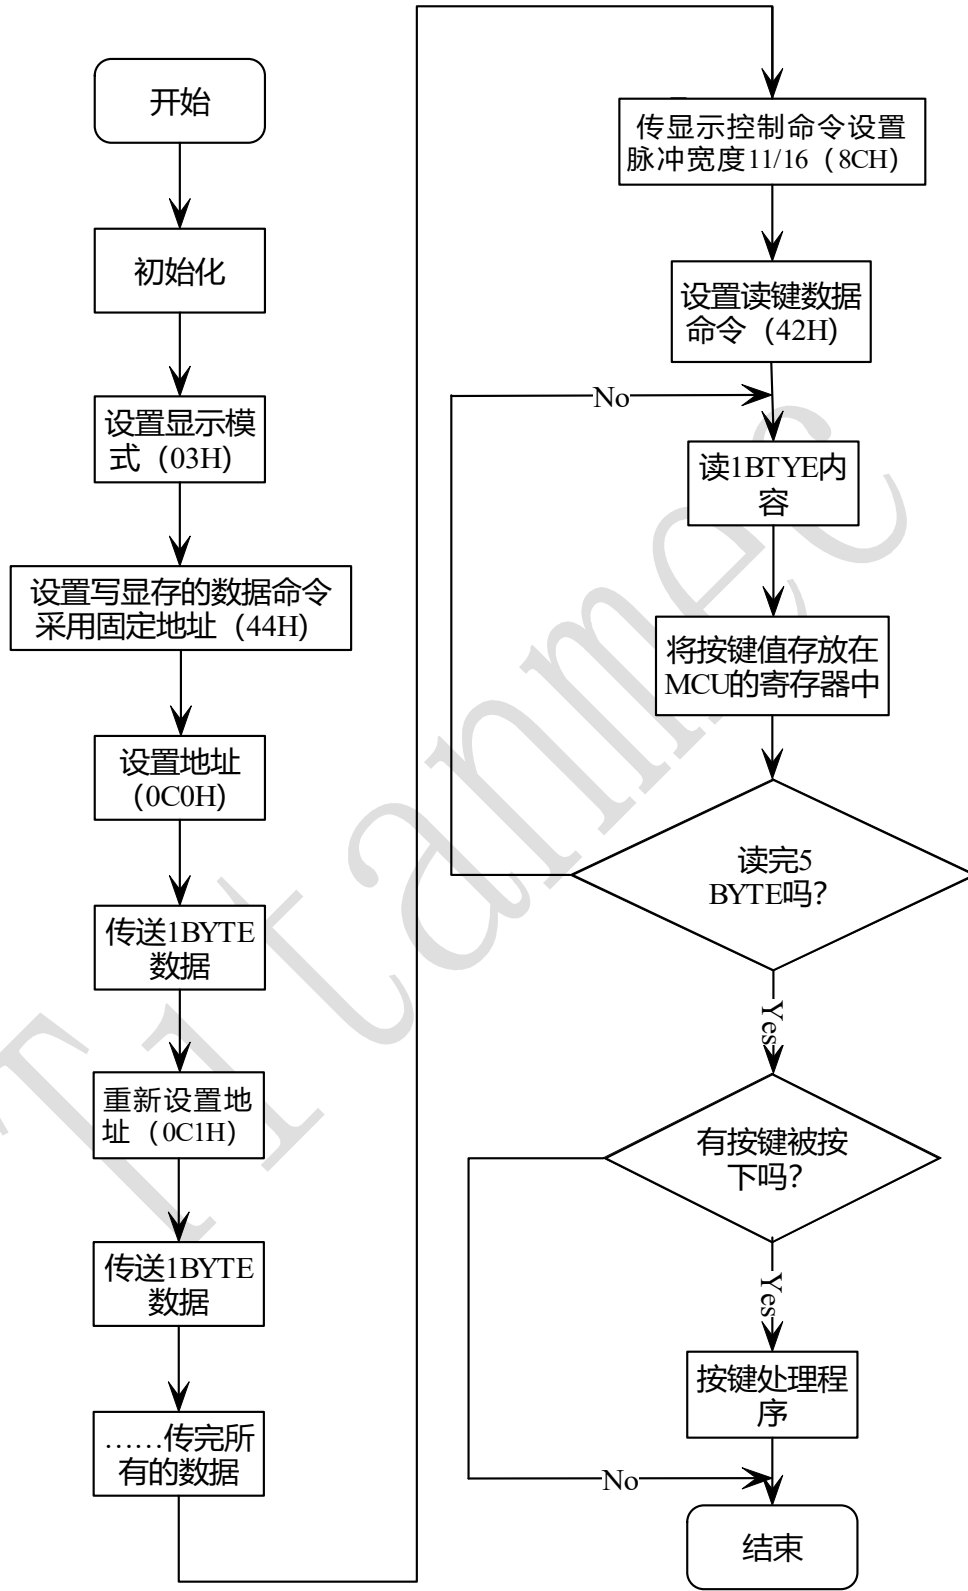 开始
初始化
设置显示模
式（03H）
设置写显存的数据命令
采用固定地址（44H）
设置地址
（0C0H）
传送1BYTE
数据
重新设置地
址（0C1H）
传送1BYTE
数据
……传完所
有的数据
传显示控制命令设置
脉冲宽度11/16（8CH）
设置读键数据
命令（42H）
No
读1BTYE内
容
将按键值存放在
MCU的寄存器中
读完5
BYTE吗?
Yes
有按键被按
下吗?
Yes
按键处理程
序
No
结束
Titanmec